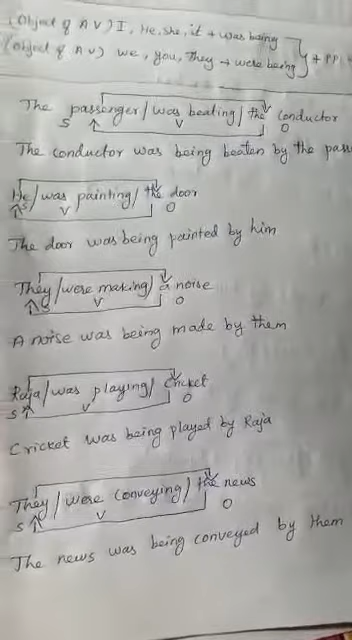 (Object of A V) I, He, she, it + was being
(Object of A V) we, you, They → were being } + PP
The passenger / was beating / the conductor
S V O
The conductor was being beaten by the pass
He / was painting / the door
S V O
The door was being painted by him
They / were making / a noise
S V O
A noise was being made by them
Raja / was playing / cricket
S V O
Cricket was being played by Raja
They / were conveying / the news
S V O
The news was being conveyed by them